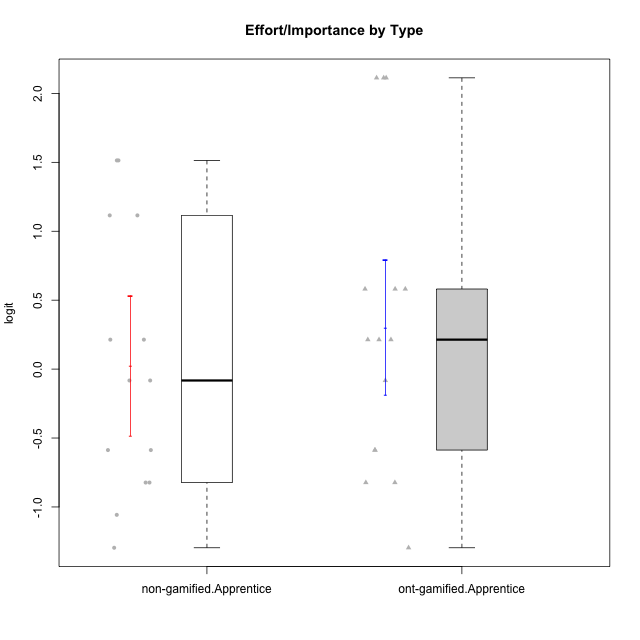 Effort/Importance by Type
logit
2.0
1.5
1.0
0.5
0.0
-0.5
-1.0
non-gamified.Apprentice
ont-gamified.Apprentice